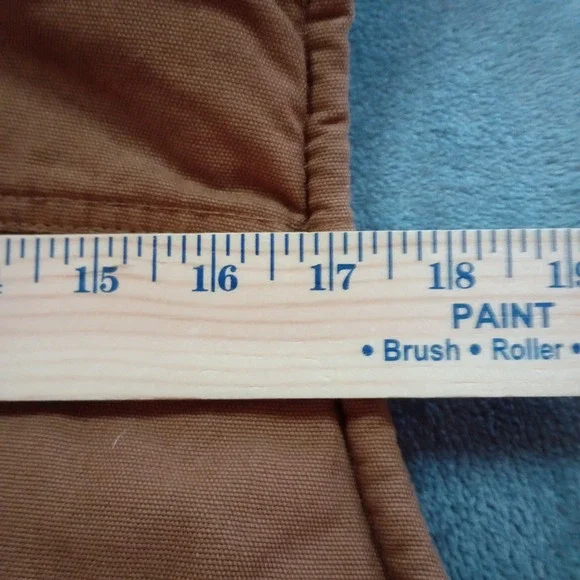 15 16 17 18
PAINT
• Brush • Roller •